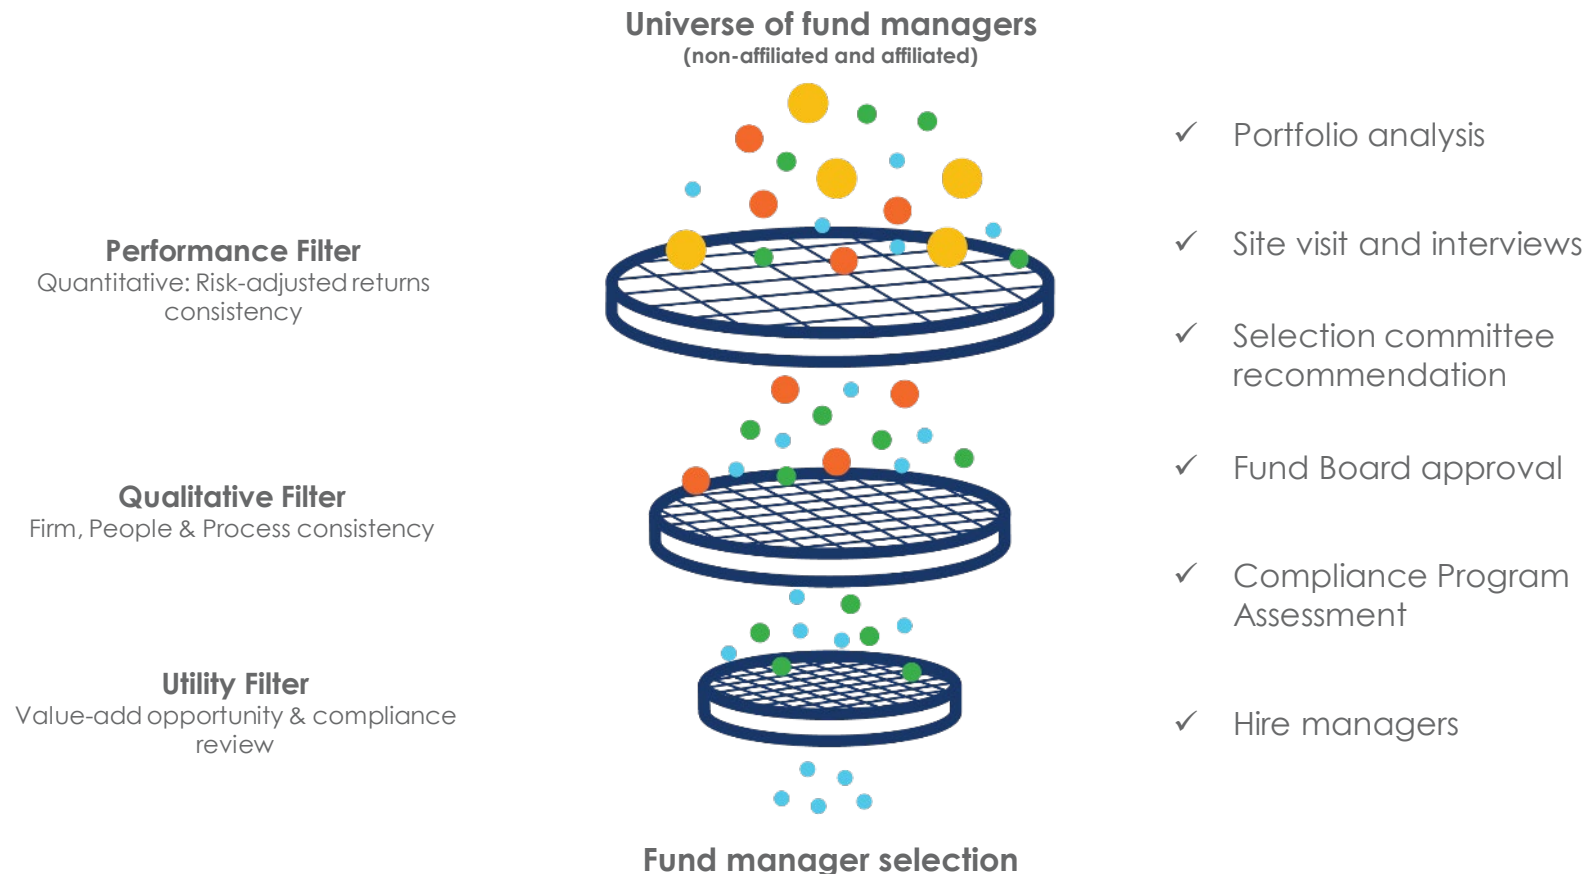 Universe of fund managers
(non-affiliated and affiliated)
Performance Filter
Quantitative: Risk-adjusted returns
consistency
Qualitative Filter
Firm, People & Process consistency
Utility Filter
Value-add opportunity & compliance
review
✓ Portfolio analysis
✓ Site visit and interviews
✓ Selection committee
recommendation
✓ Fund Board approval
✓ Compliance Program
Assessment
✓ Hire managers
Fund manager selection